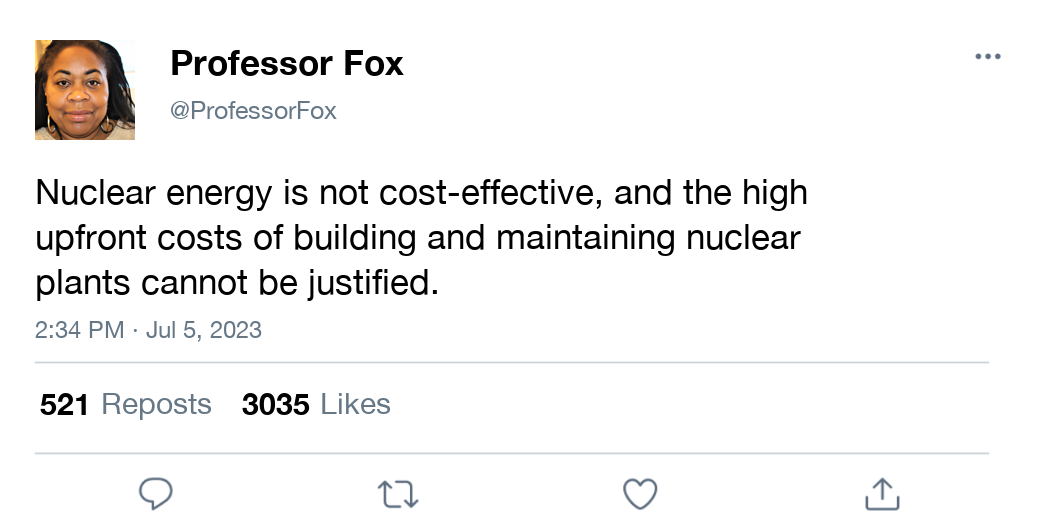 Professor Fox
@ProfessorFox
Nuclear energy is not cost-effective, and the high
upfront costs of building and maintaining nuclear
plants cannot be justified.
2:34 PM · Jul 5, 2023
521 Reposts 3035 Likes